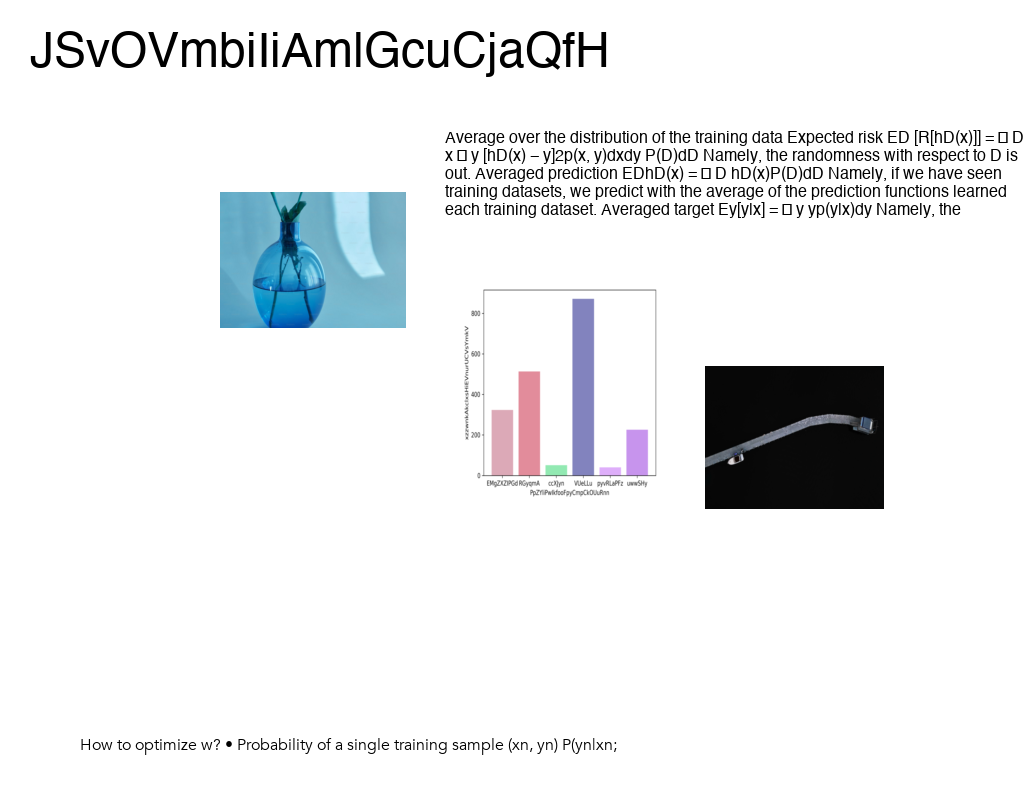 JSvOVmbiIiAmlGcuCjaQfH
Average over the distribution of the training data Expected risk ED [R[hD(x)]] = � D
x � y [hD(x) – y]2p(x, y)dxdy P(D)dD Namely, the randomness with respect to D is
out. Averaged prediction EDhD(x) = � D hD(x)P(D)dD Namely, if we have seen
training datasets, we predict with the average of the prediction functions learned
each training dataset. Averaged target Ey[y|x] = � y yp(y|x)dy Namely, the
800
600
400
200
0
EMgZXZlPGd RGyqmA ccXJyn VUeLLu pyvRLaPFz uwwSHy
How to optimize w? • Probability of a single training sample (xn, yn) P(yn|xn;